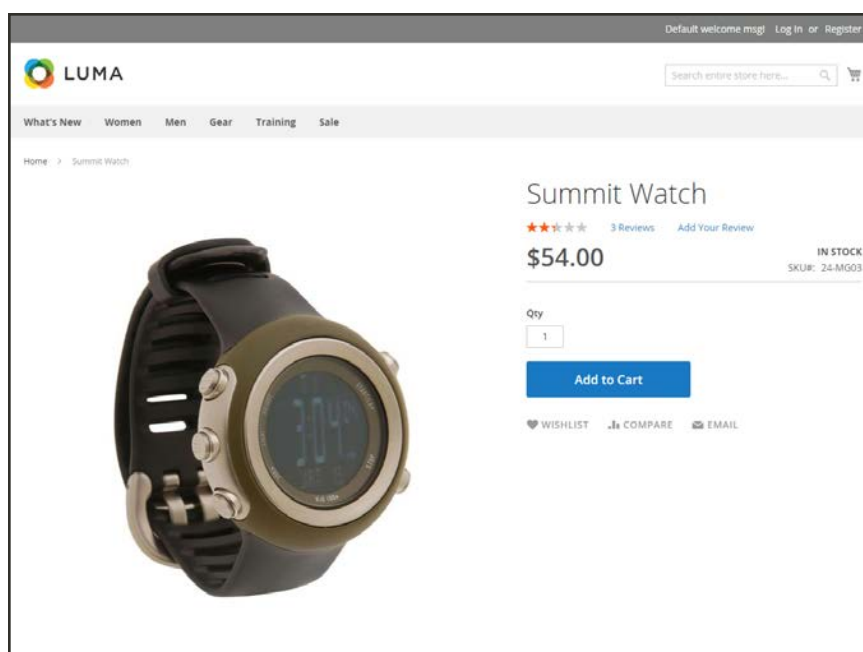 Default welcome msg! Log In or Register
LUMA
Search entire store here...
What's New Women Men Gear Training Sale
Home > Summit Watch
Summit Watch
3 Reviews Add Your Review
$54.00
IN STOCK
SKU#: 24-MG03
Qty
1
Add to Cart
WISHLIST COMPARE EMAIL
3:04